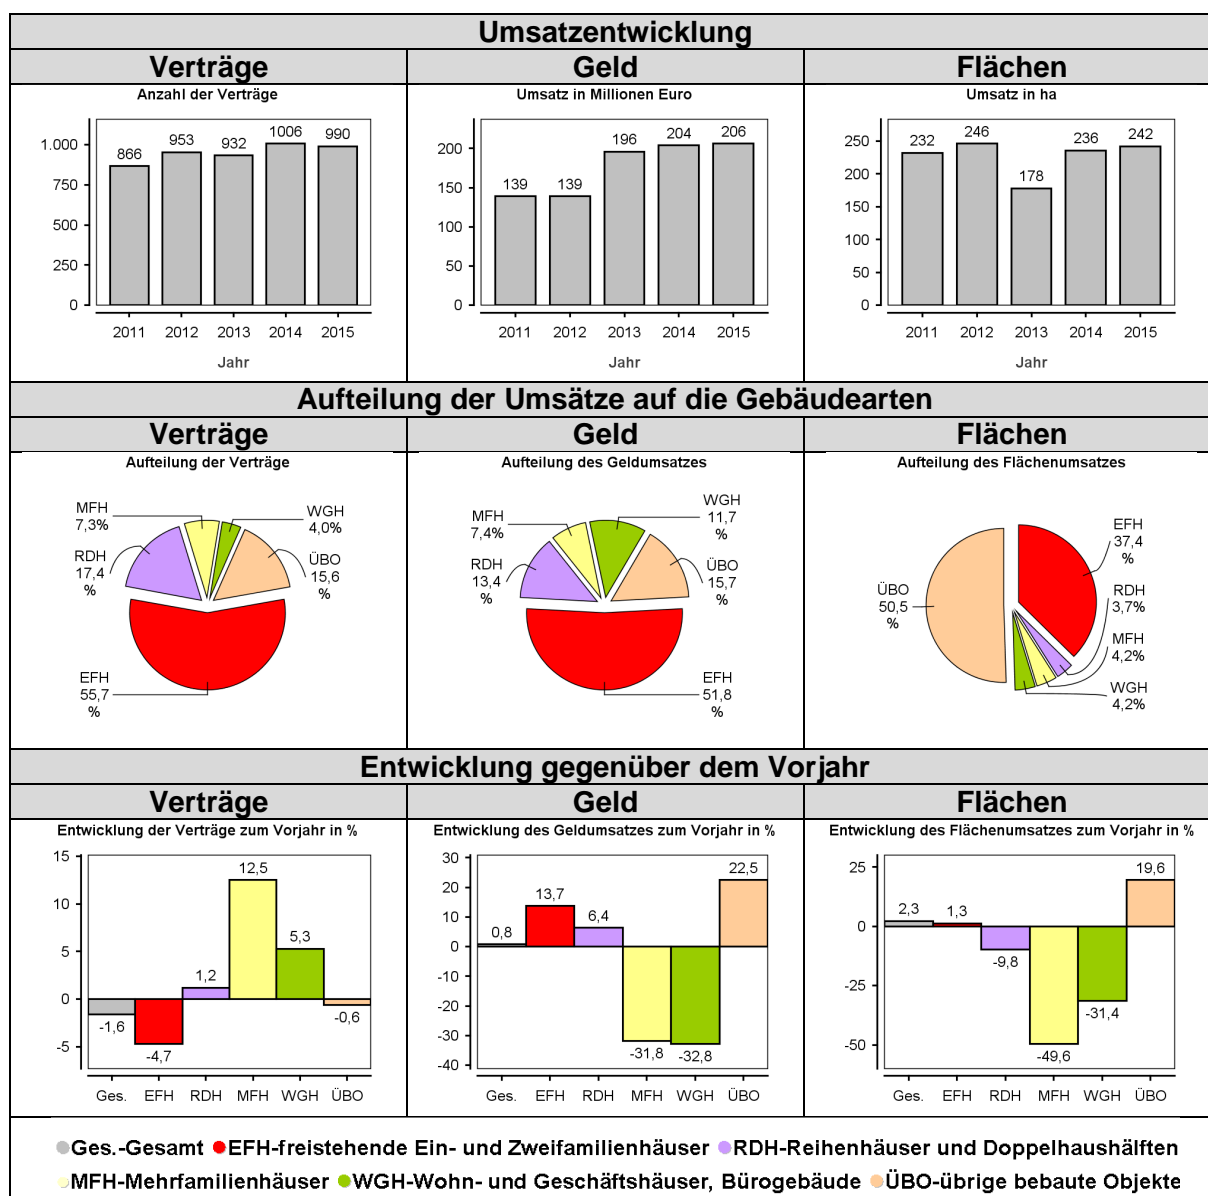 Umsatzentwicklung
Verträge
Geld
Flächen
Anzahl der Verträge
1.000
750
500
250
0
866
953
932
1006
990
2011
2012
2013
2014
2015
Jahr
Umsatz in Millionen Euro
200
150
100
50
0
139
139
196
204
206
2011
2012
2013
2014
2015
Jahr
Umsatz in ha
250
200
150
100
50
0
232
246
178
236
242
2011
2012
2013
2014
2015
Jahr
Aufteilung der Umsätze auf die Gebäudearten
Verträge
Geld
Flächen
Aufteilung der Verträge
MFH
7,3%
WGH
4,0%
RDH
17,4
%
ÜBO
15,6
%
EFH
55,7
%
Aufteilung des Geldumsatzes
WGH
11,7
%
MFH
7,4%
RDH
13,4
%
ÜBO
15,7
%
EFH
51,8
%
Aufteilung des Flächenumsatzes
EFH
37,4
%
ÜBO
50,5
%
RDH
3,7%
MFH
4,2%
WGH
4,2%
Entwicklung gegenüber dem Vorjahr
Verträge
Geld
Flächen
Entwicklung der Verträge zum Vorjahr in %
15
10
5
0
-5
-1,6
-4,7
1,2
12,5
5,3
-0,6
Ges.
EFH
RDH
MFH
WGH
ÜBO
Entwicklung des Geldumsatzes zum Vorjahr in %
30
20
10
0
-10
-20
-30
-40
0,8
13,7
6,4
-31,8
-32,8
22,5
Ges.
EFH
RDH
MFH
WGH
ÜBO
Entwicklung des Flächenumsatzes zum Vorjahr in %
25
0
-25
-50
2,3
1,3
-9,8
-49,6
-31,4
19,6
Ges.
EFH
RDH
MFH
WGH
ÜBO
Ges.-Gesamt EFH-freistehende Ein- und Zweifamilienhäuser RDH-Reihenhäuser und Doppelhaushälften
MFH-Mehrfamilienhäuser WGH-Wohn- und Geschäftshäuser, Bürogebäude ÜBO-übrige bebaute Objekte